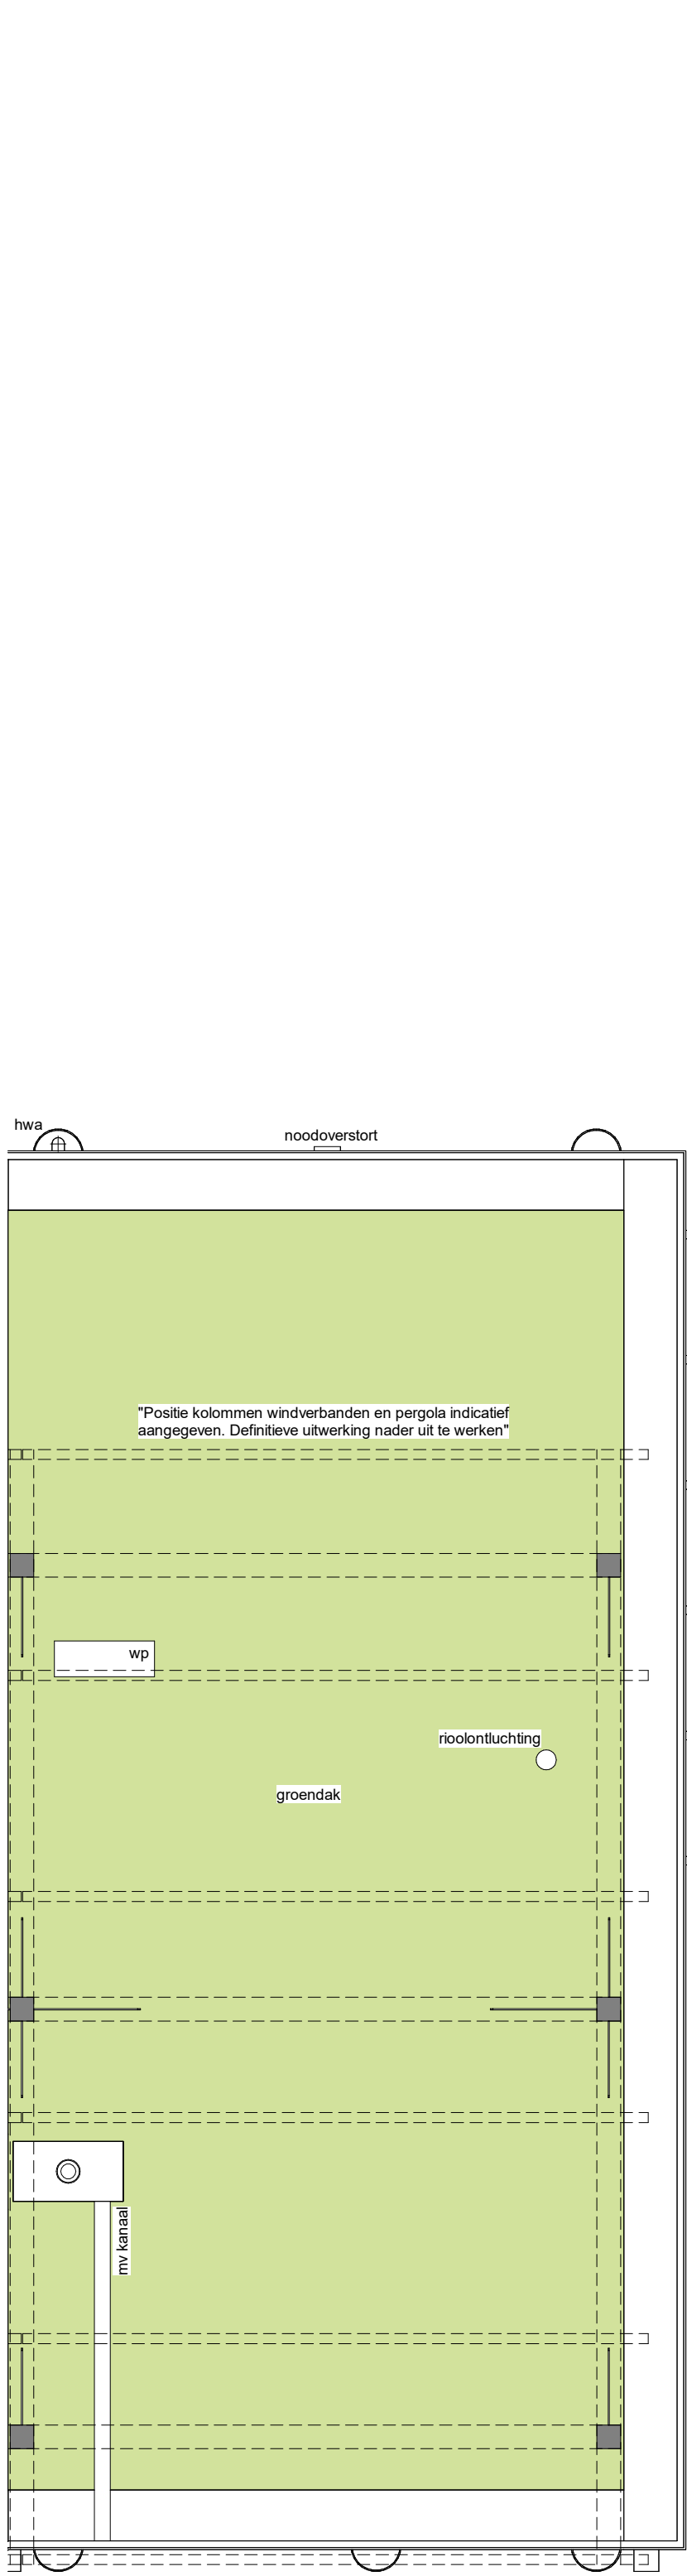 hwa
noodoverstort
"Positie kolommen windverbanden en pergola indicatief
aangegeven. Definitieve uitwerking nader uit te werken"
wp
rioolontluchting
groendak
mv kanaal